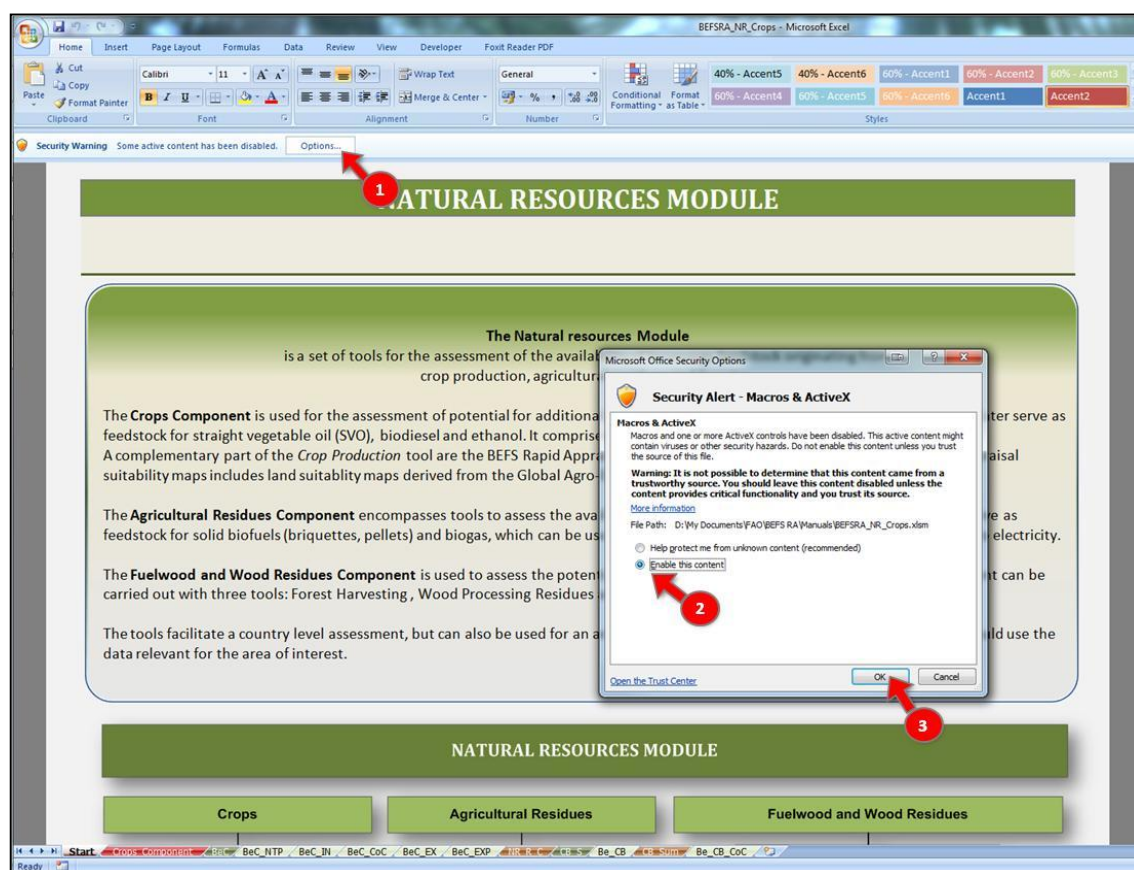 BEFSRA_NR_Crops - Microsoft Excel
Home Insert Page Layout Formulas Data Review View Developer Foxit Reader PDF
Cut
Copy
Format Painter
Paste
Calibri 11 A A
B I U A
Wrap Text
Merge & Center
General
% ,
Conditional Formatting
Format as Table
40% - Accent5 40% - Accent6 60% - Accent1 60% - Accent2 60% - Accent3
60% - Accent4 60% - Accent5 60% - Accent6 Accent1 Accent2
Clipboard Font Alignment Number Styles
Security Warning Some active content has been disabled. Options...
1
NATURAL RESOURCES MODULE
The Natural resources Module
is a set of tools for the assessment of the availa
crop production, agricultura
The Crops Component is used for the assessment of potential for additiona
ter serve as
feedstock for straight vegetable oil (SVO), biodiesel and ethanol. It comprise
A complementary part of the Crop Production tool are the BEFS Rapid Appra
aisal
suitability maps includes land suitablity maps derived from the Global Agro-
The Agricultural Residues Component encompasses tools to assess the ava
e as
feedstock for solid biofuels (briquettes, pellets) and biogas, which can be us
electricity.
The Fuelwood and Wood Residues Component is used to assess the potent
nt can be
carried out with three tools: Forest Harvesting , Wood Processing Residues
The tools facilitate a country level assessment, but can also be used for an a
uld use the
data relevant for the area of interest.
Microsoft Office Security Options
Security Alert - Macros & ActiveX
Macros & ActiveX
Macros and one or more ActiveX controls have been disabled. This active content might
contain viruses or other security hazards. Do not enable this content unless you trust
the source of this file.
Warning: It is not possible to determine that this content came from a
trustworthy source. You should leave this content disabled unless the
content provides critical functionality and you trust its source.
More information
File Path: D:\My Documents\FAO\BEFS RA\Manuals\BEFSRA_NR_Crops.xlsm
Help protect me from unknown content (recommended)
Enable this content
2
Open the Trust Center
OK Cancel
3
NATURAL RESOURCES MODULE
Crops Agricultural Residues Fuelwood and Wood Residues
Start Crops Component BeC BeC_NTP BeC_IN BeC_CoC BeC_EX BeC_EXP NR R C CB S Be_CB CB Sum Be_CB_CoC
Ready